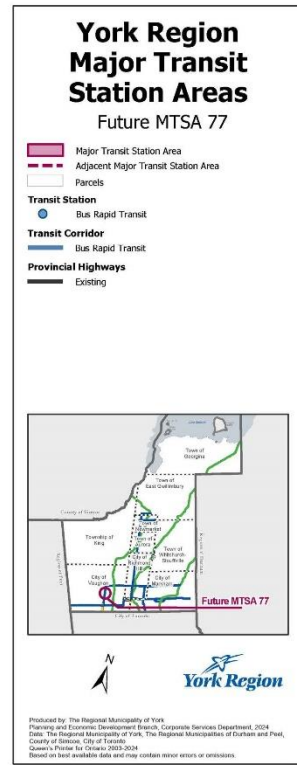 York Region
Major Transit
Station Areas
Future MTSA 77
Major Transit Station Area
Adjacent Major Transit Station Area
Parcels
Transit Station
Bus Rapid Transit
Transit Corridor
Bus Rapid Transit
Provincial Highways
Existing
Town of
Georgina
Town of
East Gwillimbury
County of Simcoe
Town of
Newmarket
Township of
King
Town of
Aurora
Town of
Whitchurch-
Stouffville
City of
Richmond
Hill
City of
Vaughan
City of
Markham
Future MTSA 77
City of Toronto
N
York Region
Produced by: The Regional Municipality of York
Planning and Economic Development Branch, Corporate Services Department, 2024
Data: The Regional Municipality of York, The Regional Municipalities of Durham and Peel,
County of Simcoe, City of Toronto
Queen's Printer for Ontario 2003-2024
Based on best available data and may contain minor errors or omissions.